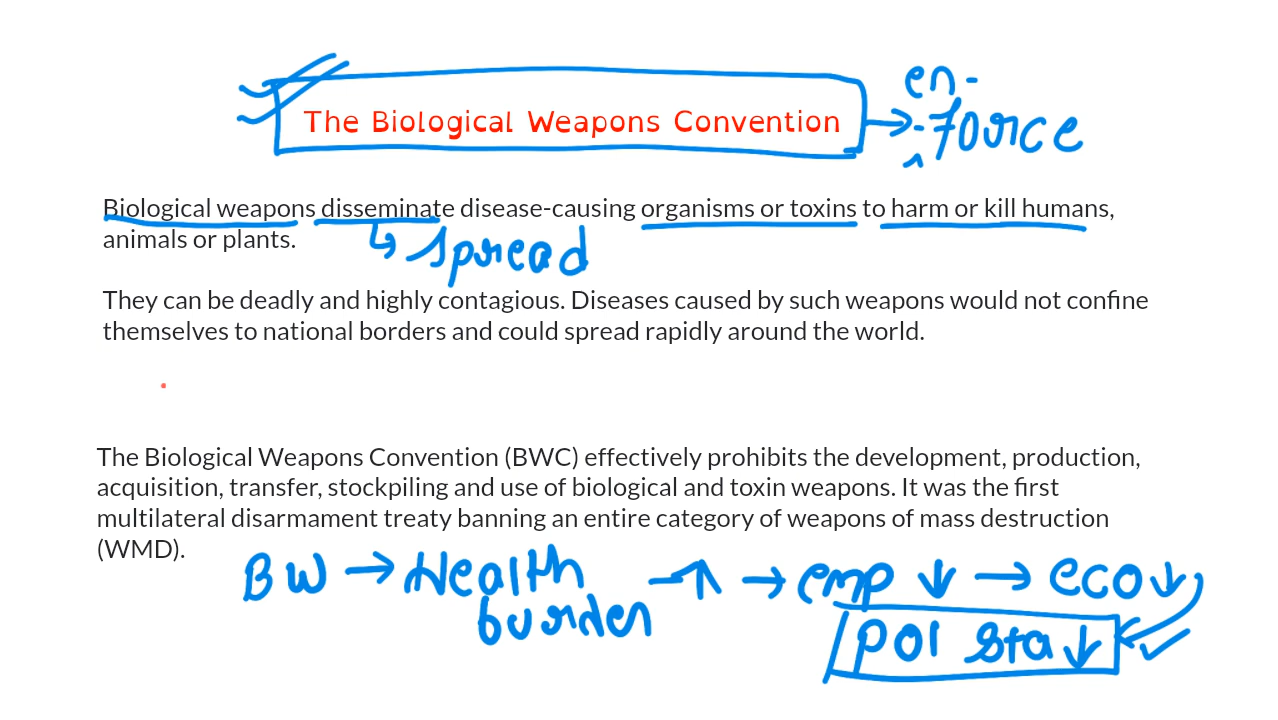 The Biological Weapons Convention
en-
-force
Biological weapons disseminate disease-causing organisms or toxins to harm or kill humans,
animals or plants.
spread
They can be deadly and highly contagious. Diseases caused by such weapons would not confine
themselves to national borders and could spread rapidly around the world.
The Biological Weapons Convention (BWC) effectively prohibits the development, production,
acquisition, transfer, stockpiling and use of biological and toxin weapons. It was the first
multilateral disarmament treaty banning an entire category of weapons of mass destruction
(WMD).
BW → Health burden ↑ → emp ↓ → eco ↓
pol sta ↓